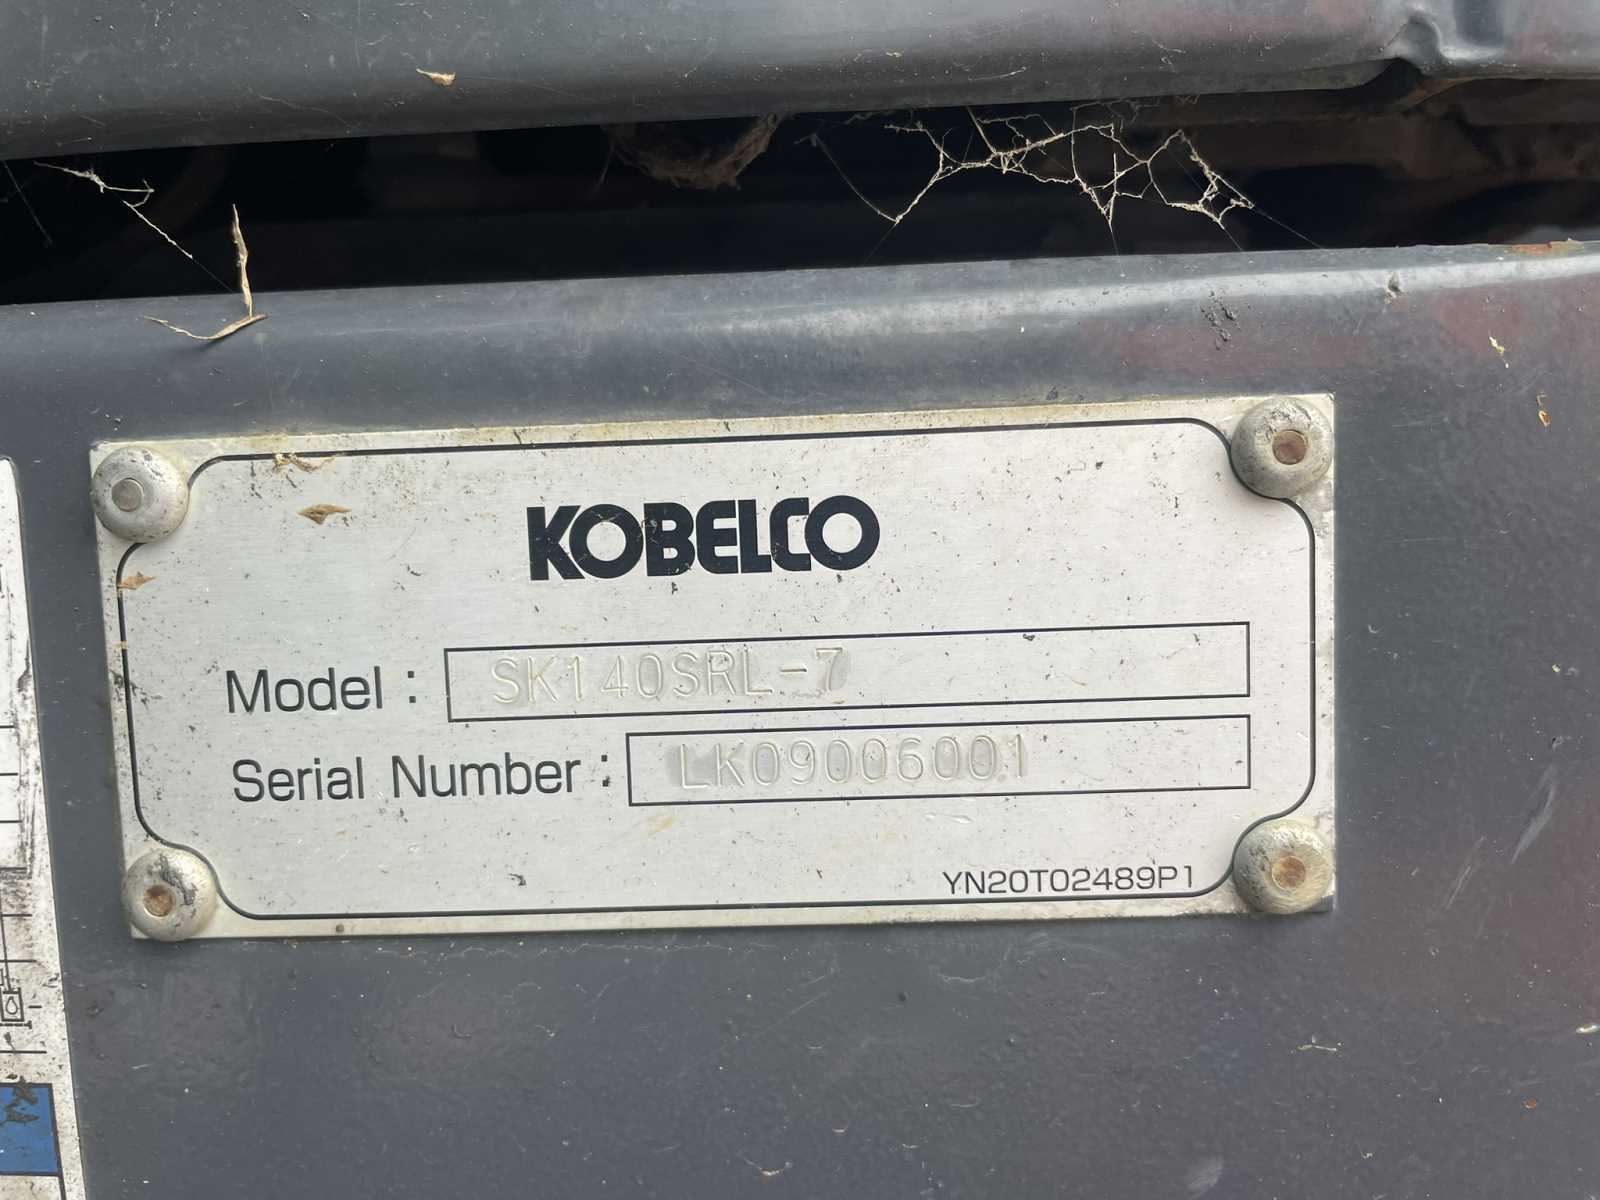 KOBELCO
Model : SK140SRL-7
Serial Number : LK09006001
YN20T02489P1